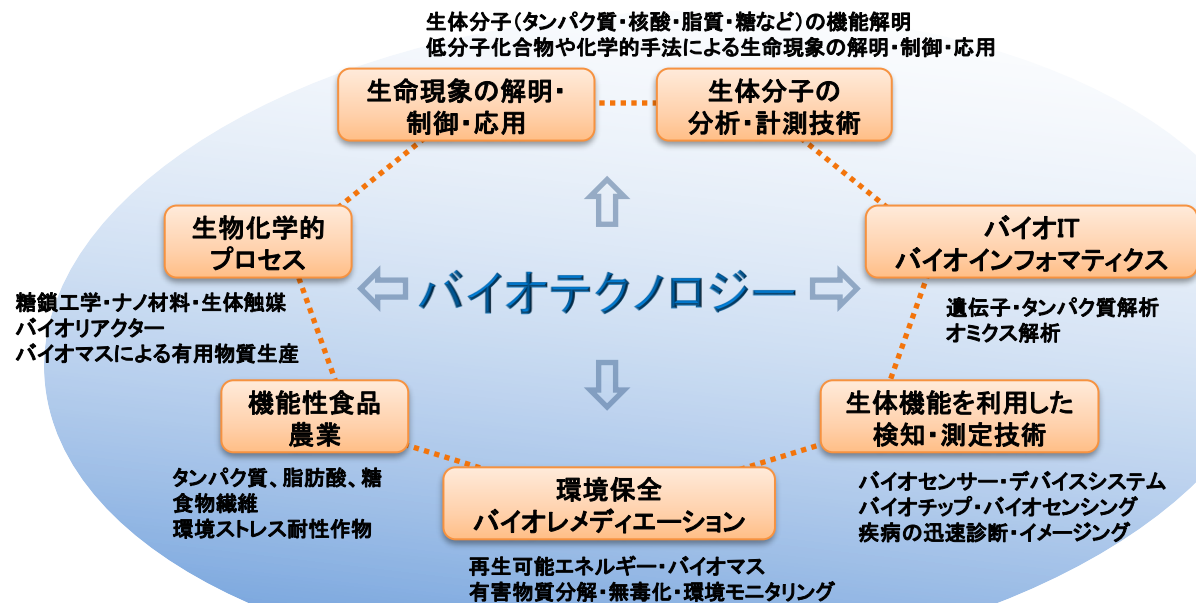 生体分子（タンパク質・核酸・脂質・糖など）の機能解明
低分子化合物や化学的手法による生命現象の解明・制御・応用
生命現象の解明・
制御・応用
生体分子の
分析・計測技術
生物化学的
プロセス
バイオIT
バイオインフォマティクス
バイオテクノロジー
糖鎖工学・ナノ材料・生体触媒
バイオリアクター
バイオマスによる有用物質生産
遺伝子・タンパク質解析
オミクス解析
機能性食品
農業
生体機能を利用した
検知・測定技術
タンパク質、脂肪酸、糖
食物繊維
環境ストレス耐性作物
環境保全
バイオレメディエーション
バイオセンサー・デバイスシステム
バイオチップ・バイオセンシング
疾病の迅速診断・イメージング
再生可能エネルギー・バイオマス
有害物質分解・無毒化・環境モニタリング